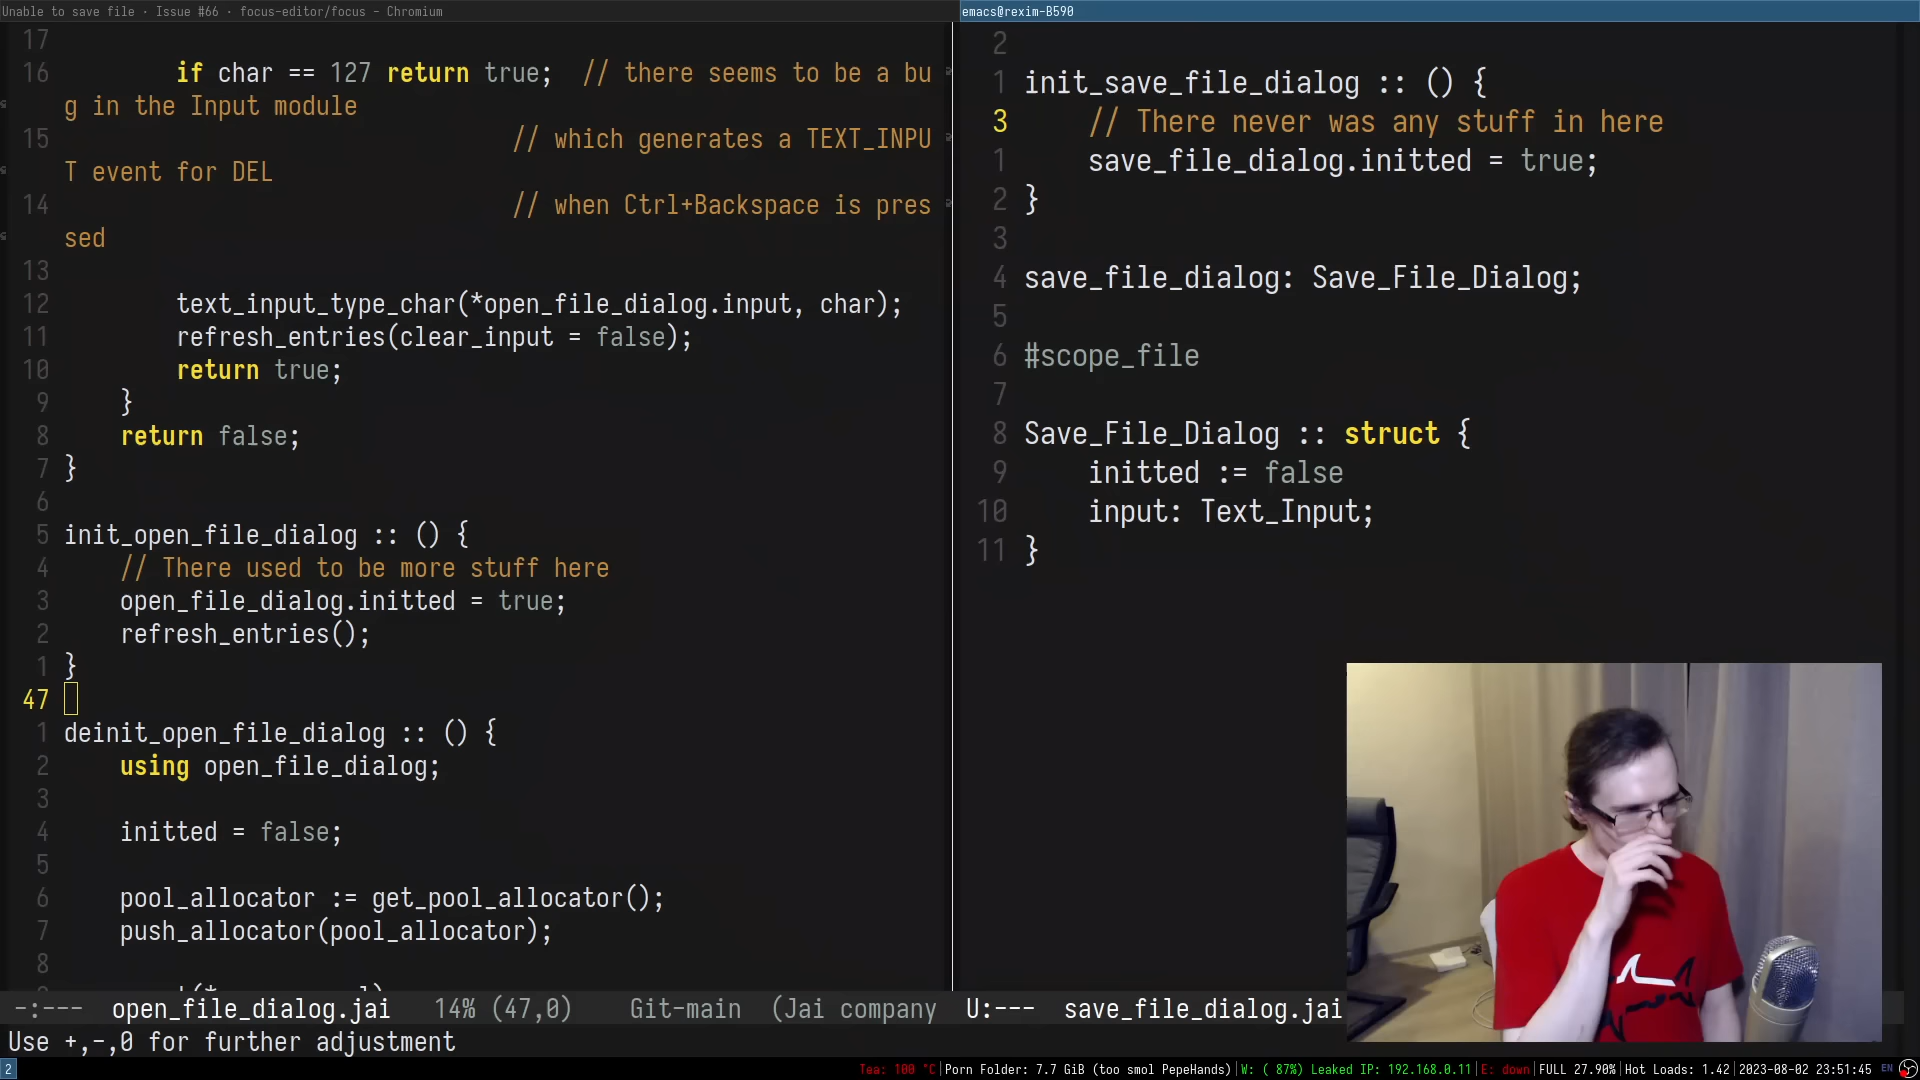 Unable to save file · Issue #66 · focus-editor/focus - Chromium
emacs@rexim-B590
17
16 if char == 127 return true; // there seems to be a bu
g in the Input module
15 // which generates a TEXT_INPU
T event for DEL
14 // when Ctrl+Backspace is pres
sed
13
12 text_input_type_char(*open_file_dialog.input, char);
11 refresh_entries(clear_input = false);
10 return true;
9 }
8 return false;
7 }
6
5 init_open_file_dialog :: () {
4 // There used to be more stuff here
3 open_file_dialog.initted = true;
2 refresh_entries();
1 }
47
1 deinit_open_file_dialog :: () {
2 using open_file_dialog;
3
4 initted = false;
5
6 pool_allocator := get_pool_allocator();
7 push_allocator(pool_allocator);
8
-:--- open_file_dialog.jai 14% (47,0) Git-main (Jai company
2
1 init_save_file_dialog :: () {
3 // There never was any stuff in here
1 save_file_dialog.initted = true;
2 }
3
4 save_file_dialog: Save_File_Dialog;
5
6 #scope_file
7
8 Save_File_Dialog :: struct {
9 initted := false
10 input: Text_Input;
11 }
U:--- save_file_dialog.jai
Use +,-,0 for further adjustment
2
Tea: 100 °C|Porn Folder: 7.7 GiB (too smol PepeHands)|W: ( 87%) Leaked IP: 192.168.0.11|E: down|FULL 27.90%|Hot Loads: 1.42|2023-08-02 23:51:45 EN